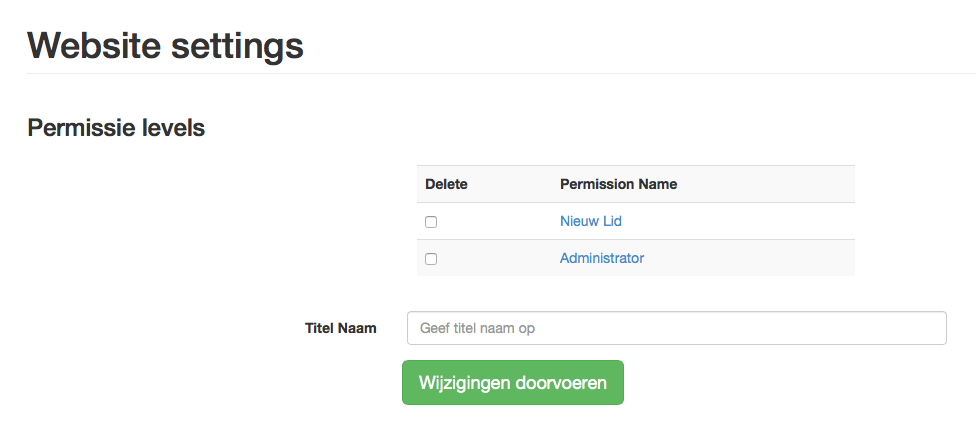 Website settings
Permissie levels
Delete Permission Name
Nieuw Lid
Administrator
Titel Naam Geef titel naam op
Wijzigingen doorvoeren